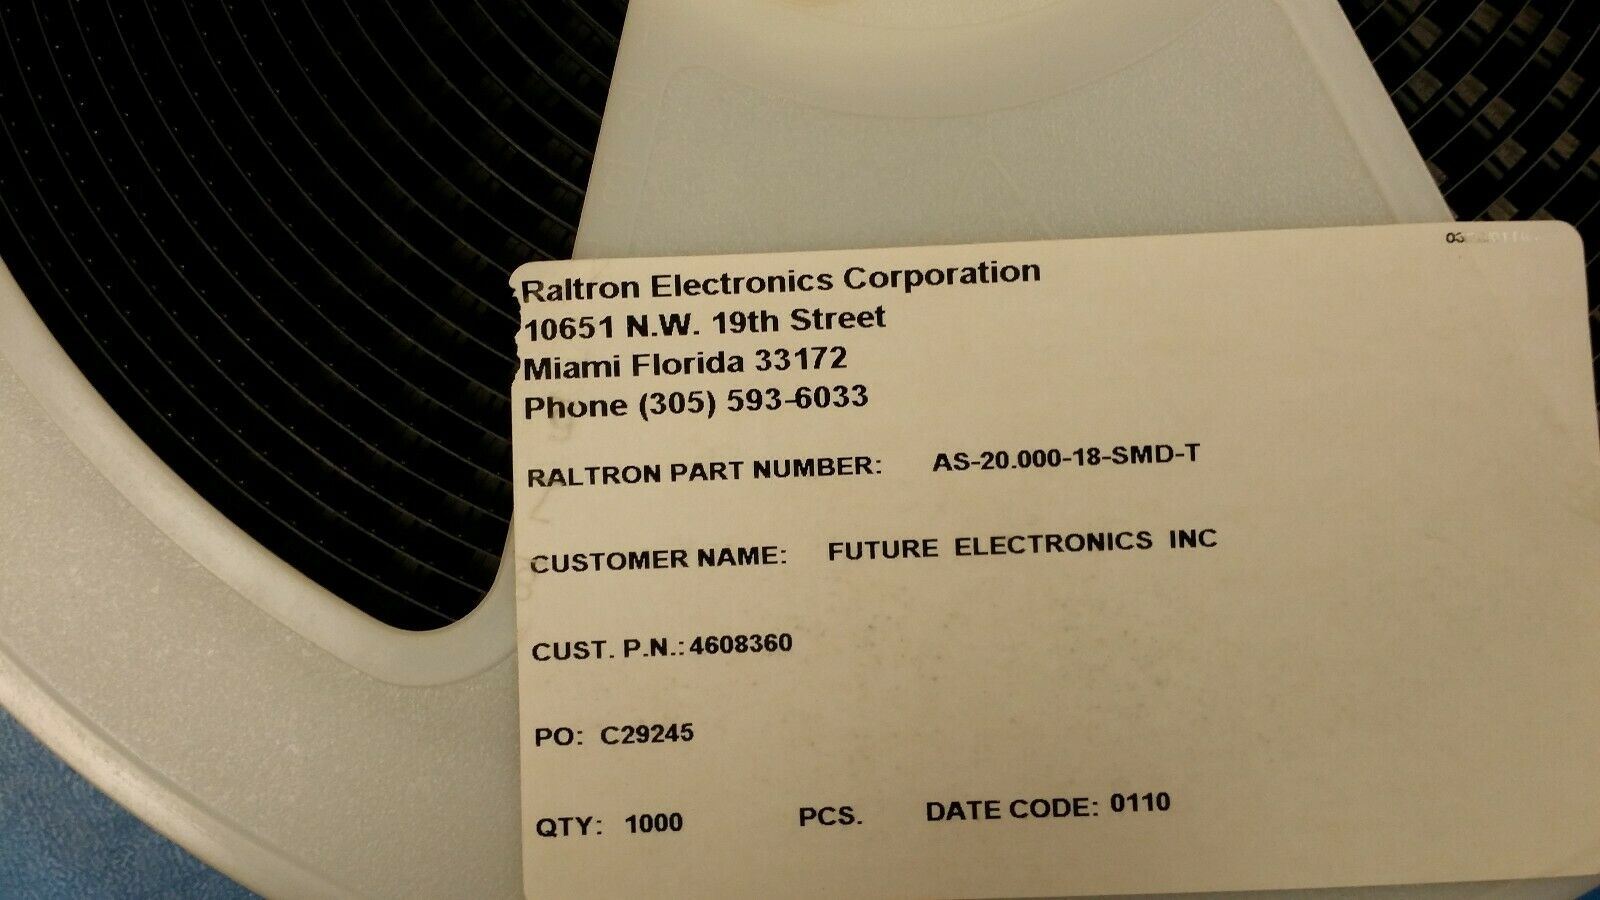 Raltron Electronics Corporation
10651 N.W. 19th Street
Miami Florida 33172
Phone (305) 593-6033
RALTRON PART NUMBER: AS-20.000-18-SMD-T
CUSTOMER NAME: FUTURE ELECTRONICS INC
CUST. P.N.: 4608360
PO: C29245
QTY: 1000 PCS. DATE CODE: 0110